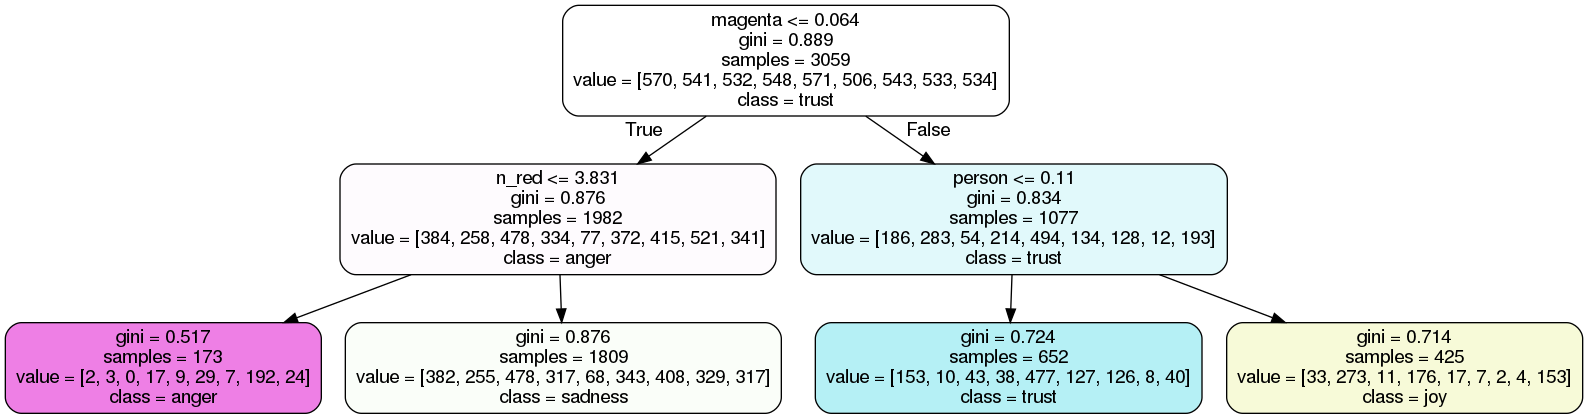 magenta <= 0.064
gini = 0.889
samples = 3059
value = [570, 541, 532, 548, 571, 506, 543, 533, 534]
class = trust
True
False
n_red <= 3.831
gini = 0.876
samples = 1982
value = [384, 258, 478, 334, 77, 372, 415, 521, 341]
class = anger
person <= 0.11
gini = 0.834
samples = 1077
value = [186, 283, 54, 214, 494, 134, 128, 12, 193]
class = trust
gini = 0.517
samples = 173
value = [2, 3, 0, 17, 9, 29, 7, 192, 24]
class = anger
gini = 0.876
samples = 1809
value = [382, 255, 478, 317, 68, 343, 408, 329, 317]
class = sadness
gini = 0.724
samples = 652
value = [153, 10, 43, 38, 477, 127, 126, 8, 40]
class = trust
gini = 0.714
samples = 425
value = [33, 273, 11, 176, 17, 7, 2, 4, 153]
class = joy